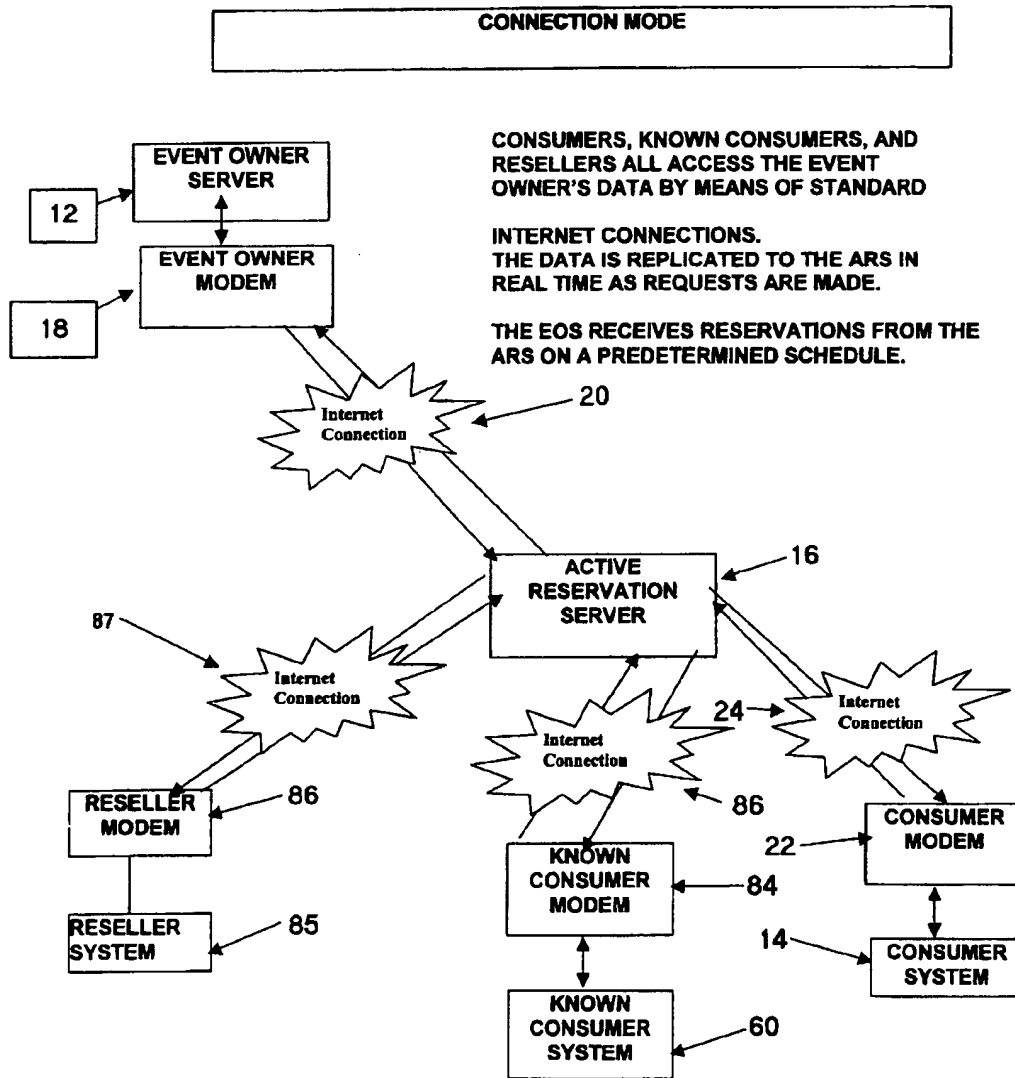 CONNECTION MODE
CONSUMERS, KNOWN CONSUMERS, AND
RESELLERS ALL ACCESS THE EVENT
OWNER'S DATA BY MEANS OF STANDARD
INTERNET CONNECTIONS.
THE DATA IS REPLICATED TO THE ARS IN
REAL TIME AS REQUESTS ARE MADE.
THE EOS RECEIVES RESERVATIONS FROM THE
ARS ON A PREDETERMINED SCHEDULE.
EVENT OWNER
SERVER
12
EVENT OWNER
MODEM
18
Internet
Connection
20
ACTIVE
RESERVATION
SERVER
16
87
Internet
Connection
Internet
Connection
86
24
Internet
Connection
RESELLER
MODEM
86
RESELLER
SYSTEM
85
KNOWN
CONSUMER
MODEM
84
KNOWN
CONSUMER
SYSTEM
60
22
CONSUMER
MODEM
14
CONSUMER
SYSTEM